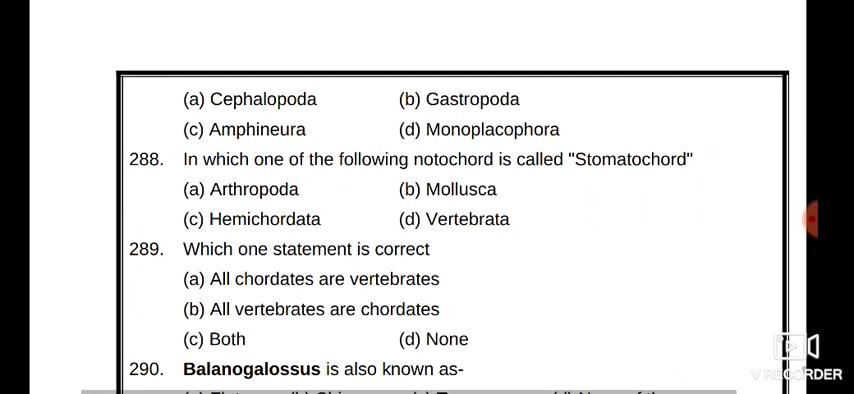 (a) Cephalopoda (b) Gastropoda
(c) Amphineura (d) Monoplacophora
288. In which one of the following notochord is called "Stomatochord"
(a) Arthropoda (b) Mollusca
(c) Hemichordata (d) Vertebrata
289. Which one statement is correct
(a) All chordates are vertebrates
(b) All vertebrates are chordates
(c) Both (d) None
290. Balanogalossus is also known as-
V RECORDER